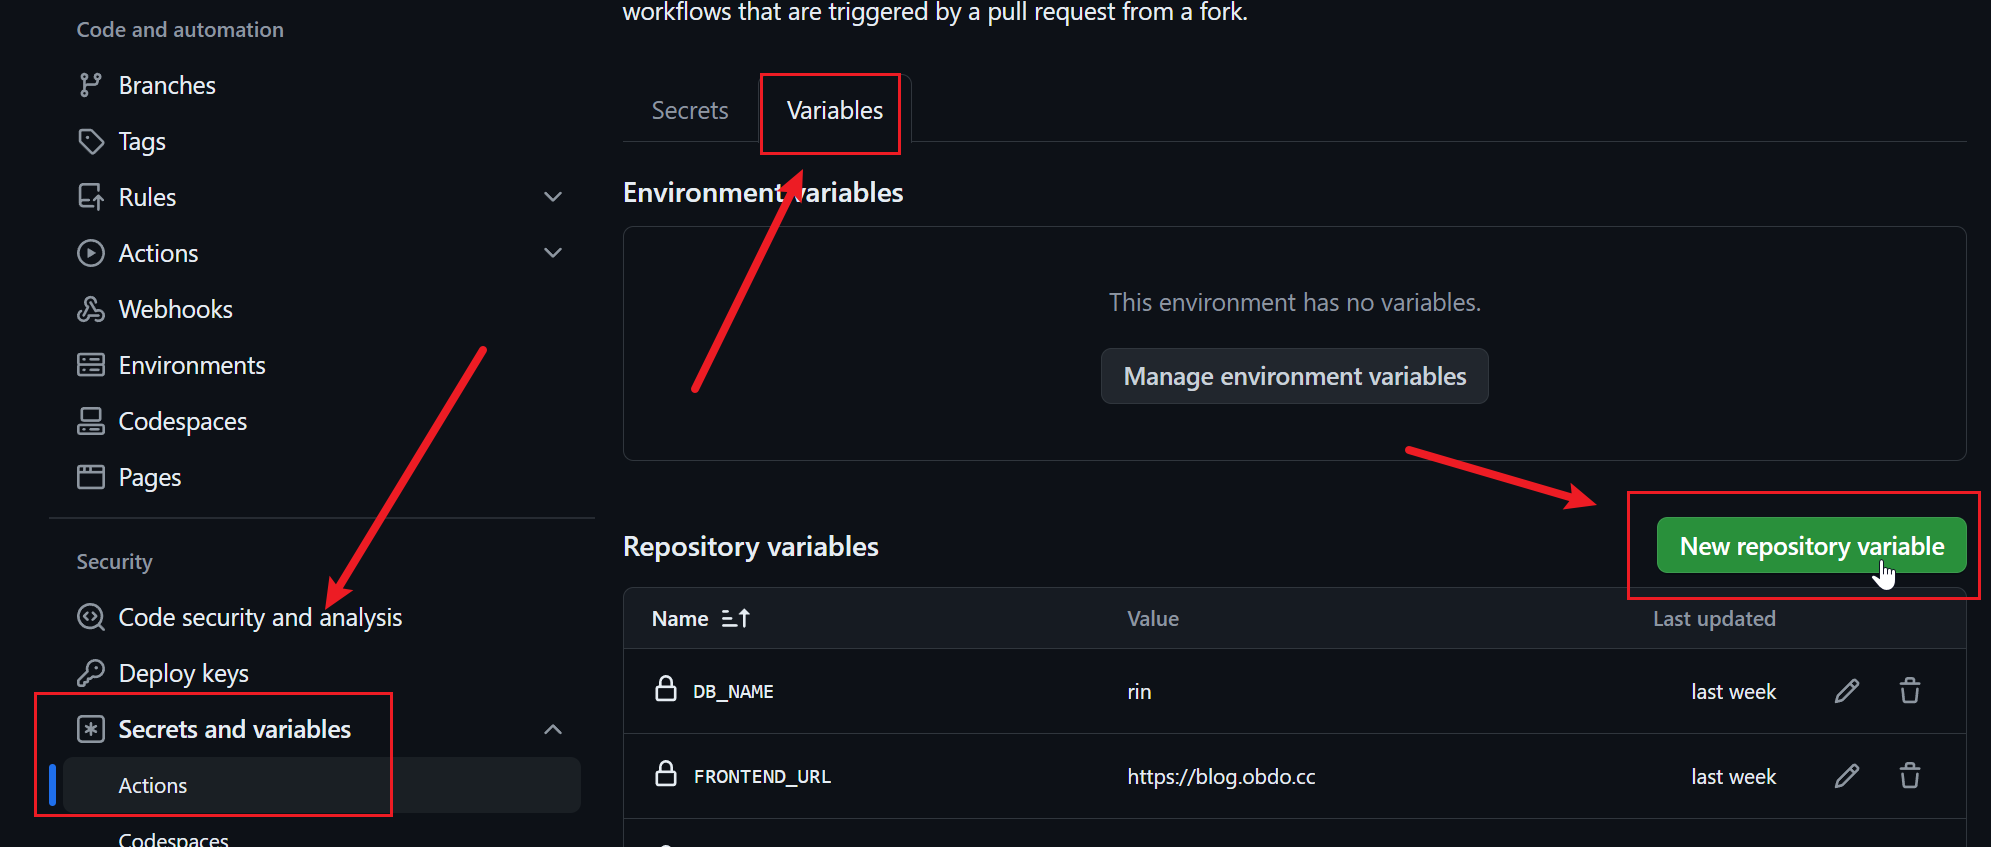 Code and automation
Branches
Tags
Rules
Actions
Webhooks
Environments
Codespaces
Pages
Security
Code security and analysis
Deploy keys
Secrets and variables
Actions
Codespaces
workflows that are triggered by a pull request from a fork.
Secrets
Variables
Environment variables
This environment has no variables.
Manage environment variables
Repository variables
New repository variable
Name
Value
Last updated
DB_NAME
rin
last week
FRONTEND_URL
https://blog.obdo.cc
last week